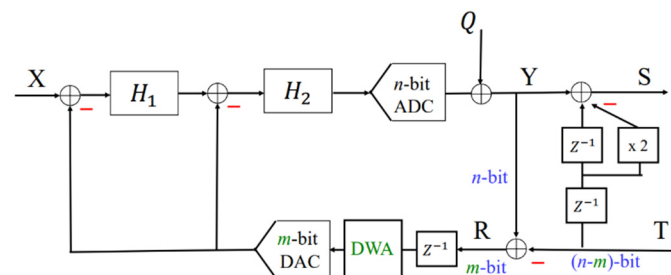 Q
X
Y
S
−
−
−
H₁
H₂
n-bit
ADC
Z⁻¹
x 2
n-bit
Z⁻¹
m-bit
DAC
DWA
Z⁻¹
R
T
m-bit
−
(n-m)-bit